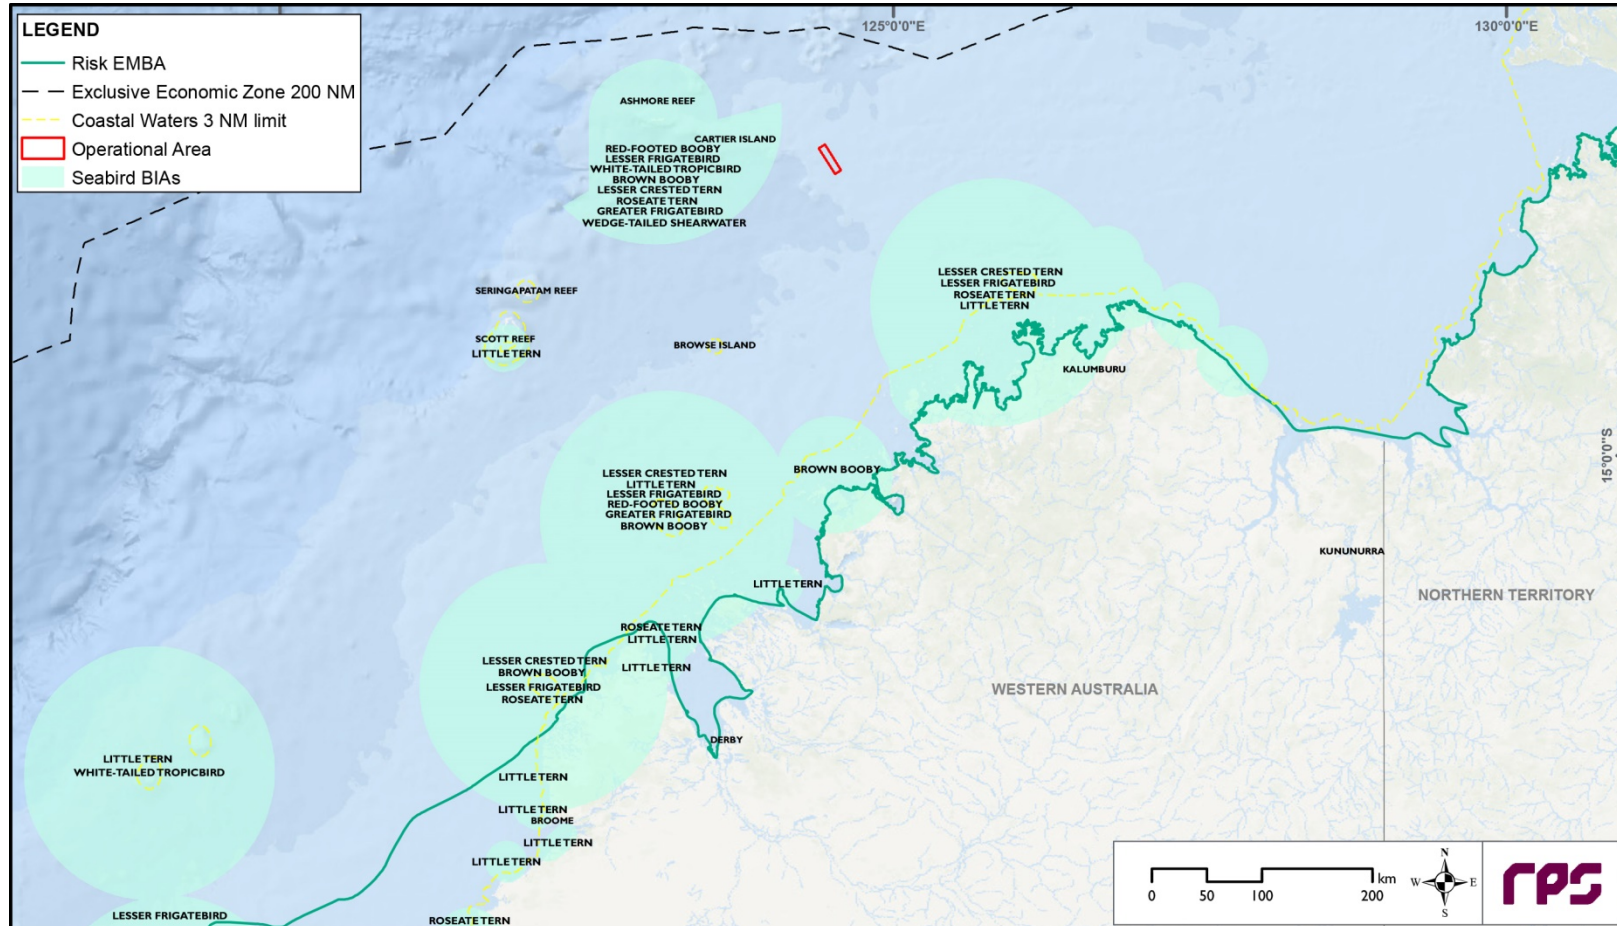 LEGEND
Risk EMBA
Exclusive Economic Zone 200 NM
Coastal Waters 3 NM limit
Operational Area
Seabird BIAs
125°0'0"E
130°0'0"E
15°0'0"S
ASHMORE REEF
CARTIER ISLAND
RED-FOOTED BOOBY
LESSER FRIGATEBIRD
WHITE-TAILED TROPICBIRD
BROWN BOOBY
LESSER CRESTED TERN
ROSEATE TERN
GREATER FRIGATEBIRD
WEDGE-TAILED SHEARWATER
SERINGAPATAM REEF
SCOTT REEF
LITTLE TERN
BROWSE ISLAND
LESSER CRESTED TERN
LESSER FRIGATEBIRD
ROSEATE TERN
LITTLE TERN
KALUMBURU
LESSER CRESTED TERN
LITTLE TERN
LESSER FRIGATEBIRD
RED-FOOTED BOOBY
GREATER FRIGATEBIRD
BROWN BOOBY
BROWN BOOBY
KUNUNURRA
NORTHERN TERRITORY
LITTLE TERN
ROSEATE TERN
LITTLE TERN
LITTLE TERN
LESSER CRESTED TERN
BROWN BOOBY
LESSER FRIGATEBIRD
ROSEATE TERN
WESTERN AUSTRALIA
DERBY
LITTLE TERN
WHITE-TAILED TROPICBIRD
LITTLE TERN
LITTLE TERN
BROOME
LITTLE TERN
LITTLE TERN
LESSER FRIGATEBIRD
ROSEATE TERN
0 50 100 200 km
N
W E
S
rps